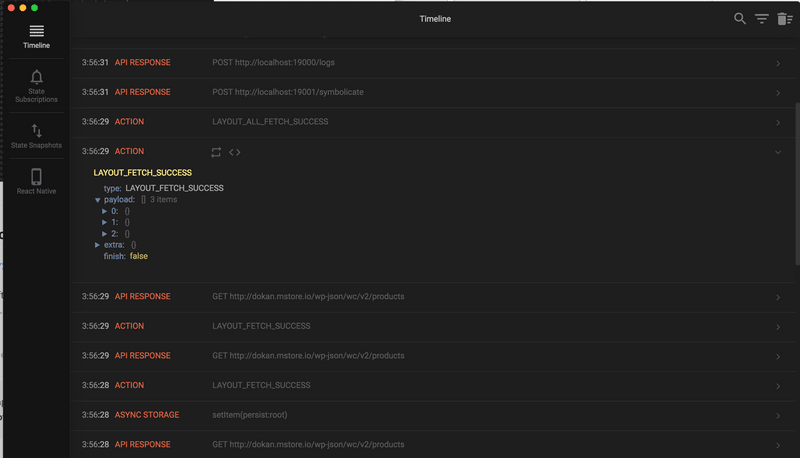 Timeline
Timeline
State
Subscriptions
State Snapshots
React Native
3:56:31 API RESPONSE POST http://localhost:19000/logs
3:56:31 API RESPONSE POST http://localhost:19001/symbolicate
3:56:29 ACTION LAYOUT_ALL_FETCH_SUCCESS
3:56:29 ACTION
LAYOUT_FETCH_SUCCESS
type: LAYOUT_FETCH_SUCCESS
payload: [] 3 items
0: {}
1: {}
2: {}
extra: {}
finish: false
3:56:29 API RESPONSE GET http://dokan.mstore.io/wp-json/wc/v2/products
3:56:29 ACTION LAYOUT_FETCH_SUCCESS
3:56:29 API RESPONSE GET http://dokan.mstore.io/wp-json/wc/v2/products
3:56:28 ACTION LAYOUT_FETCH_SUCCESS
3:56:28 ASYNC STORAGE setItem(persist:root)
3:56:28 API RESPONSE GET http://dokan.mstore.io/wp-json/wc/v2/products